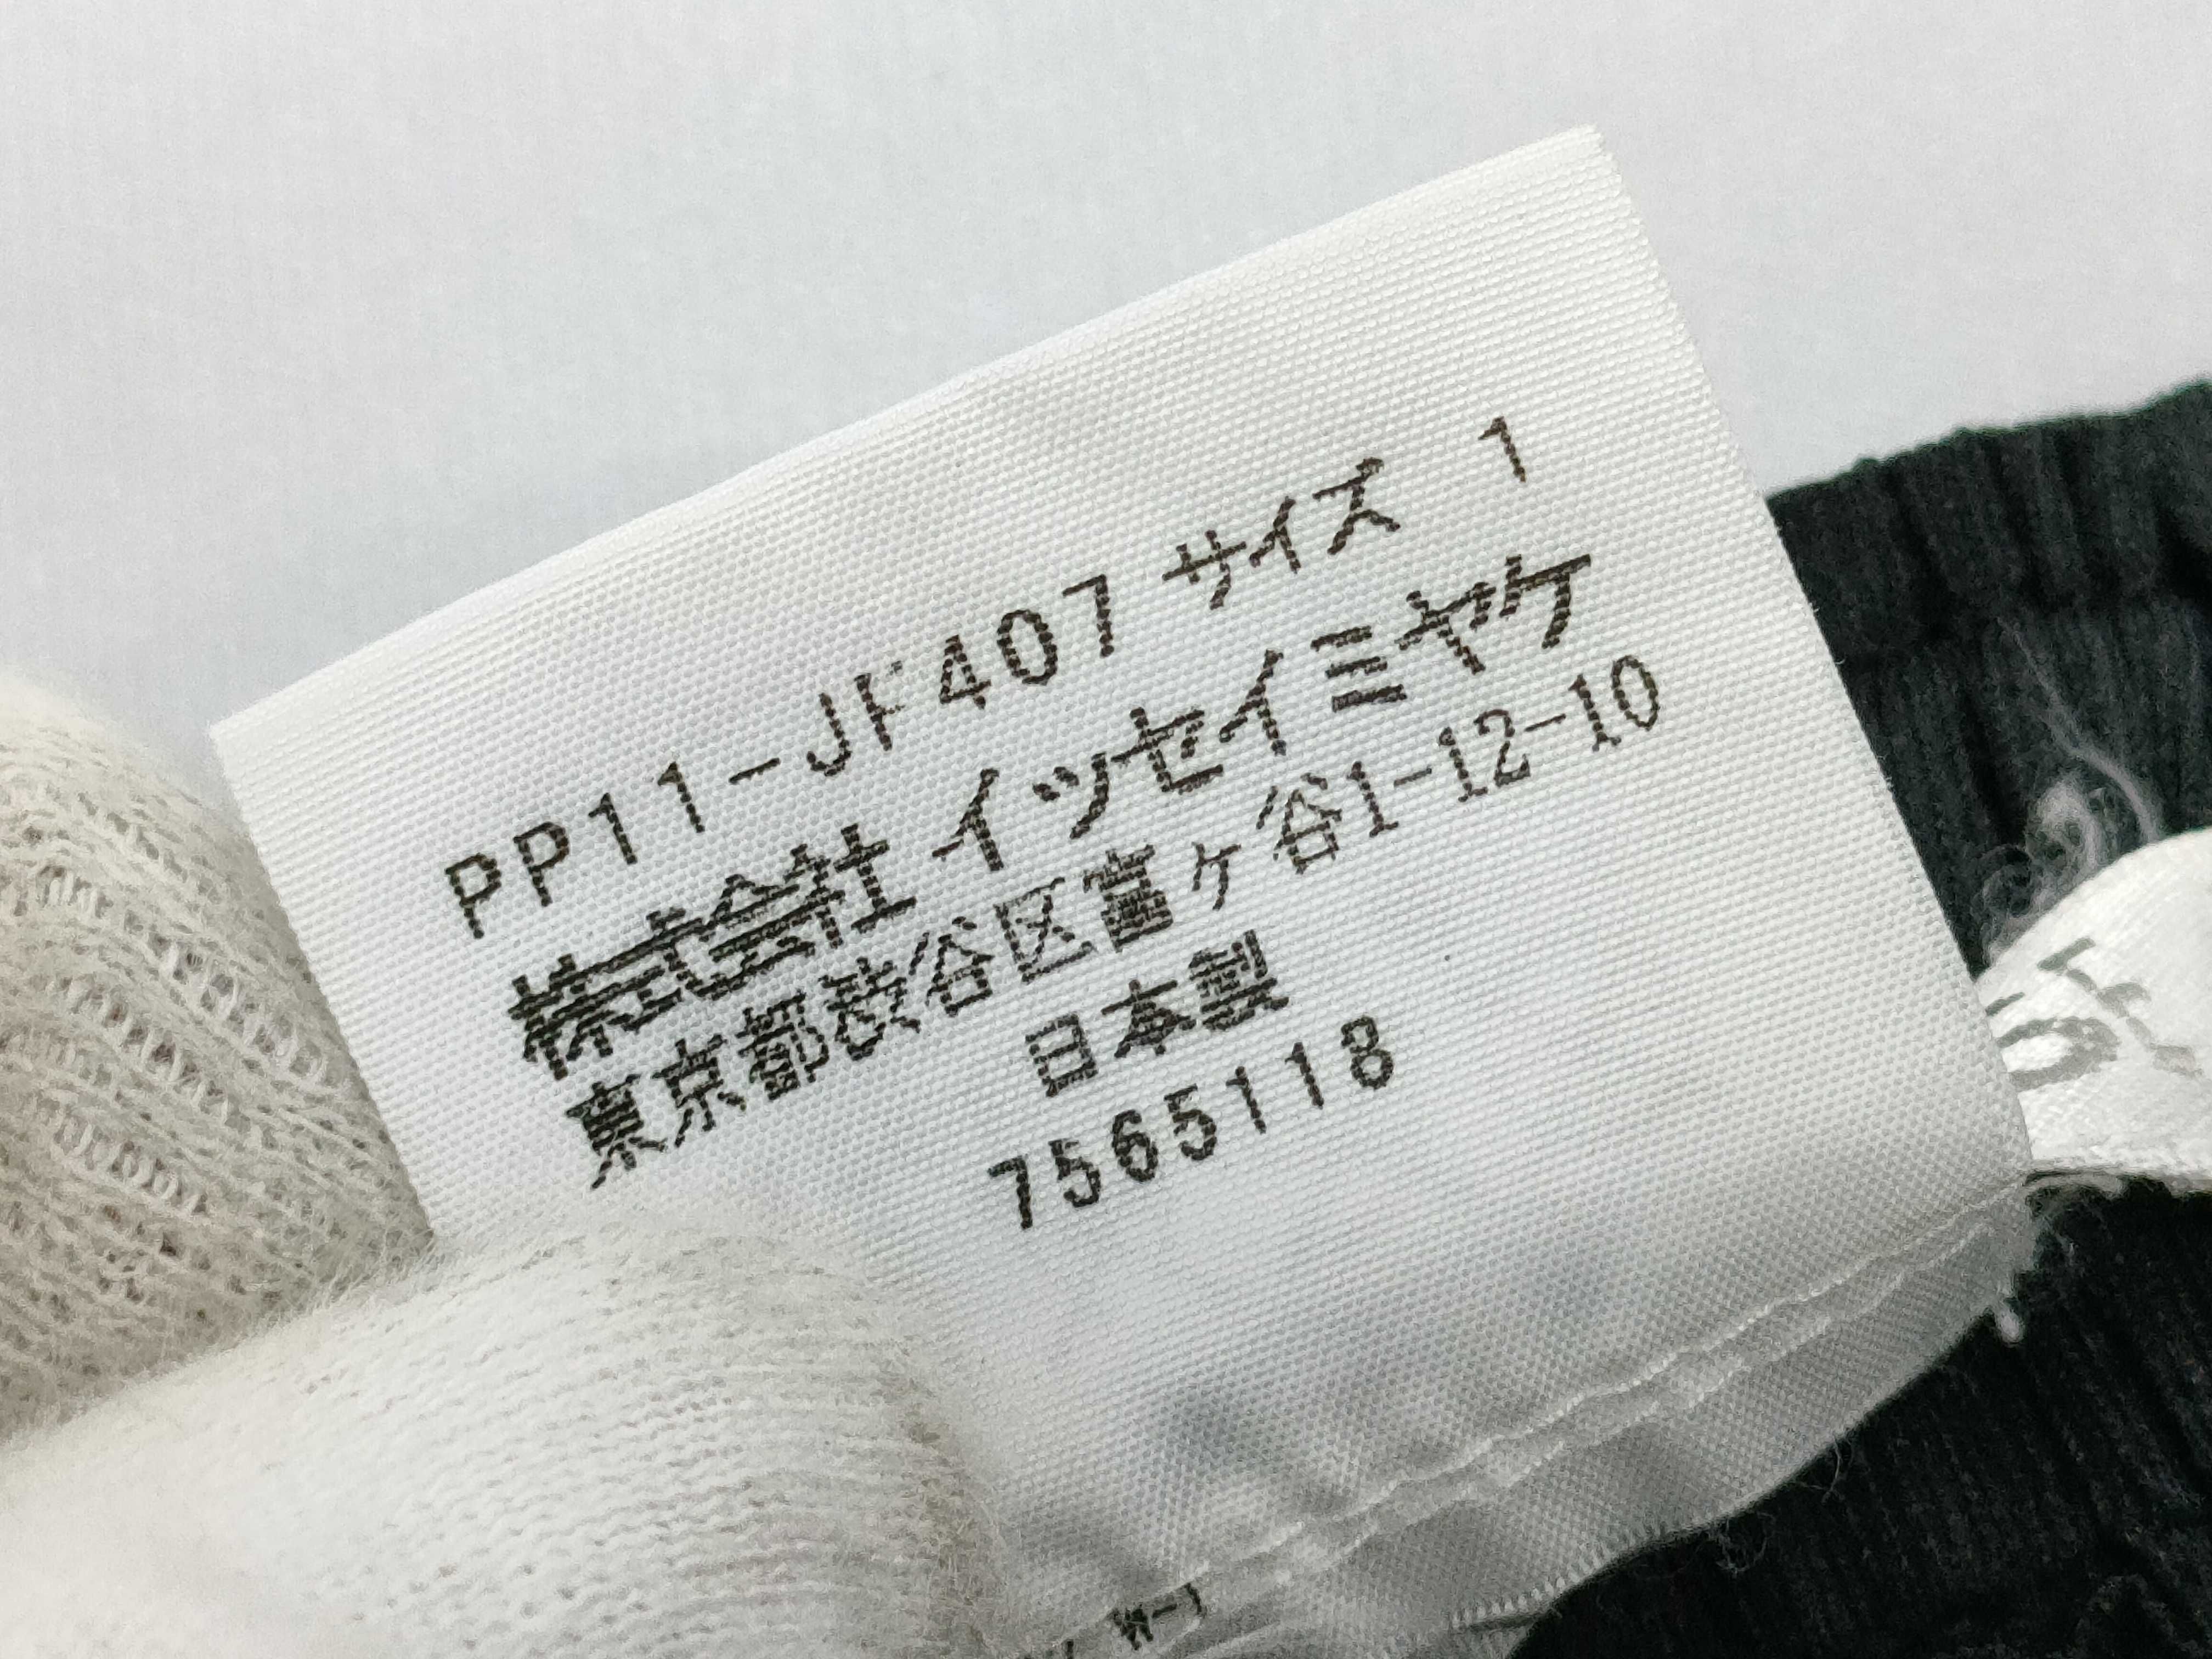 PP11-JF407 サイズ 1
株式会社 イッセイミヤケ
東京都渋谷区富ヶ谷1-12-10
日本製
7565118
W-1